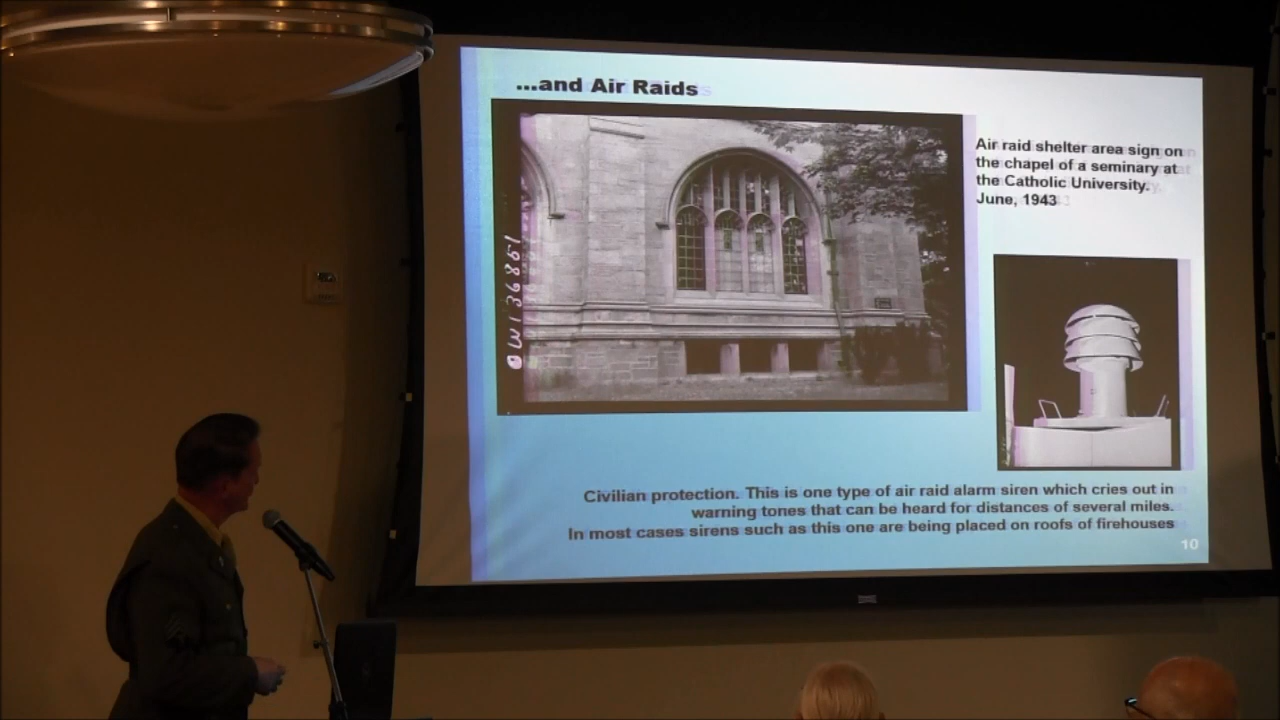 ...and Air Raids
Air raid shelter area sign on
the chapel of a seminary at
the Catholic University.
June, 1943
OW136861
Civilian protection. This is one type of air raid alarm siren which cries out in
warning tones that can be heard for distances of several miles.
In most cases sirens such as this one are being placed on roofs of firehouses
10